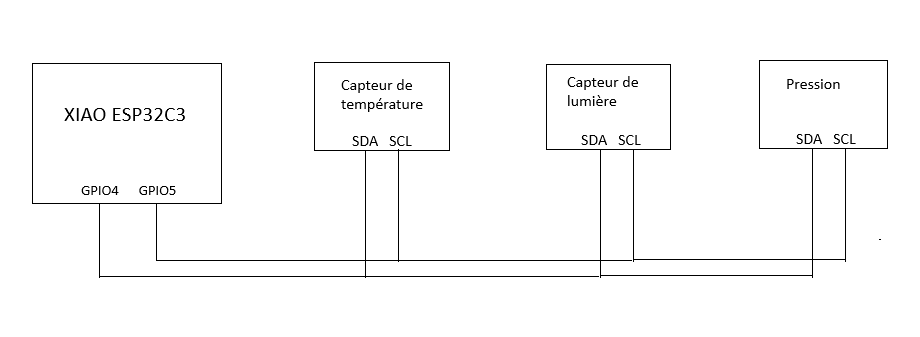 XIAO ESP32C3
GPIO4 GPIO5
Capteur de
température
SDA SCL
Capteur de
lumière
SDA SCL
Pression
SDA SCL